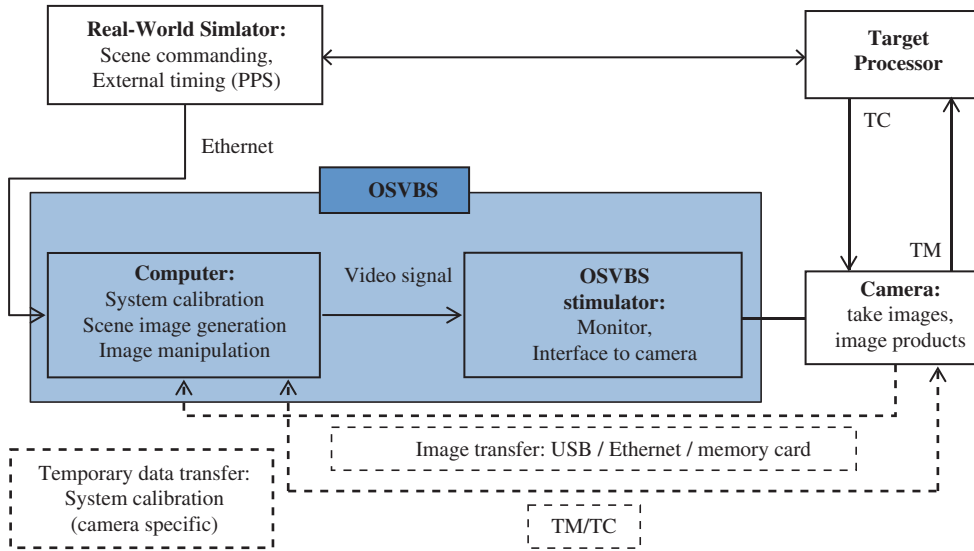 Real-World Simlator:
Scene commanding,
External timing (PPS)
Target
Processor
Ethernet
TC
OSVBS
TM
Computer:
System calibration
Scene image generation
Image manipulation
Video signal
OSVBS
stimulator:
Monitor,
Interface to camera
Camera:
take images,
image products
Image transfer: USB / Ethernet / memory card
Temporary data transfer:
System calibration
(camera specific)
TM/TC